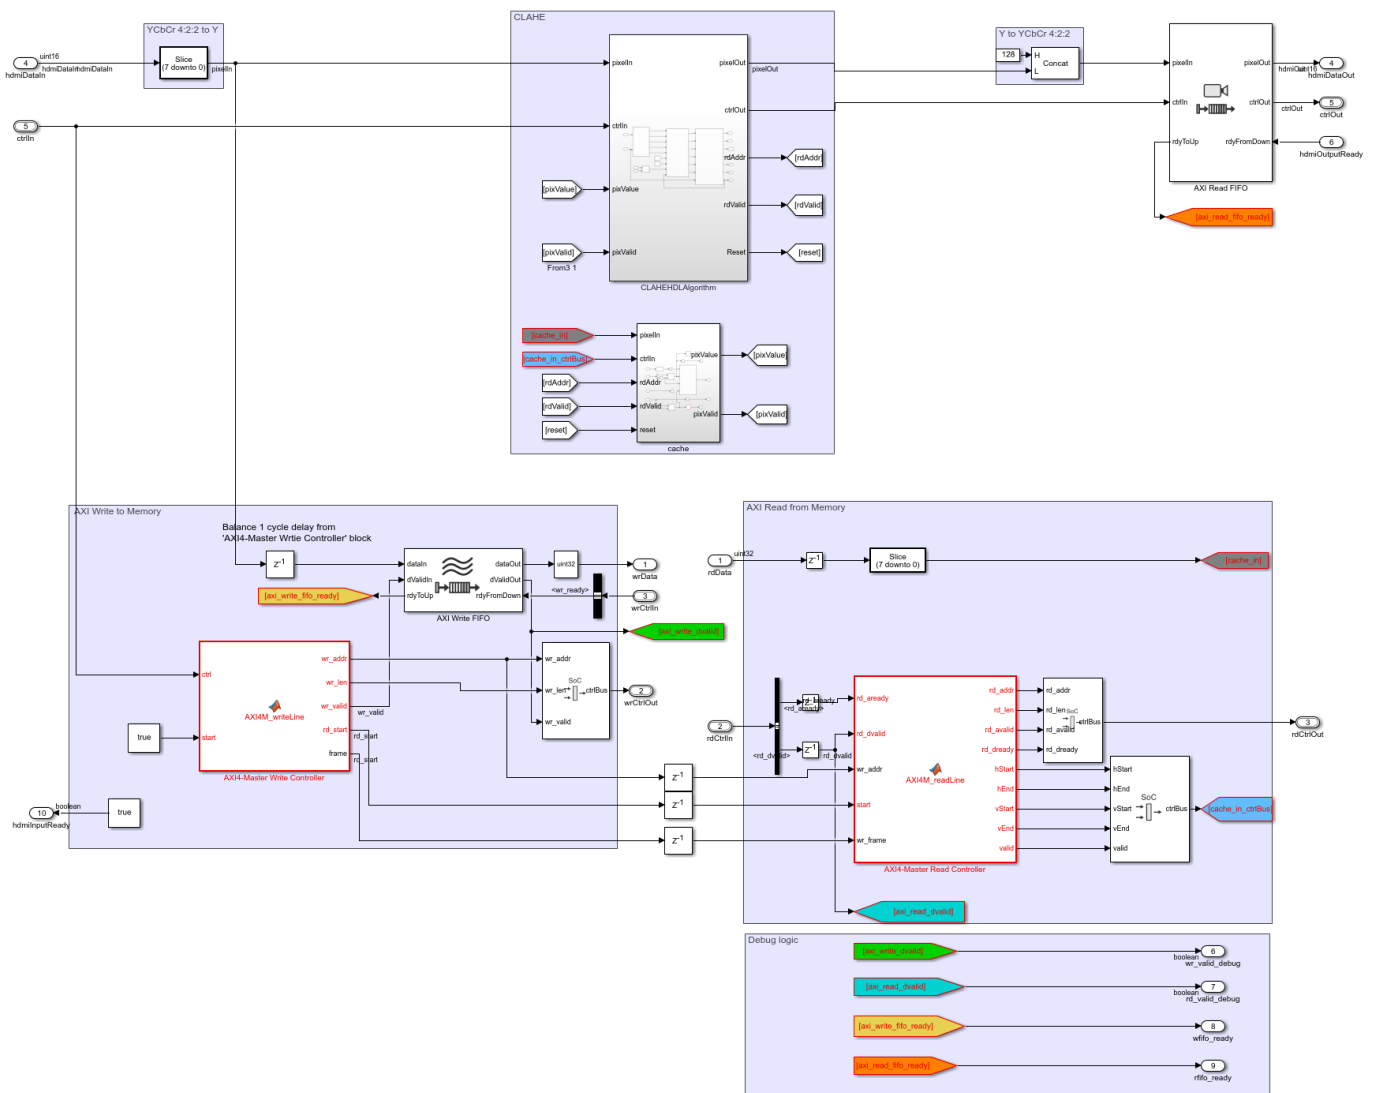 YCbCr 4:2:2 to Y
4
uint16
hdmiDataIn
hdmiDataIn
Slice
(7 downto 0)
pixelIn
5
ctrlIn
CLAHE
pixelIn
ctrlIn
pixValue
pixValid
pixelOut
ctrlOut
rdAddr
rdValid
Reset
CLAHEHDLAlgorithm
[pixValue]
[pixValid]
From3 1
pixelOut
[rdAddr]
[rdValid]
[reset]
[cache_in]
[cache_in_ctrlBus]
[rdAddr]
[rdValid]
[reset]
pixelIn
ctrlIn
rdAddr
rdValid
reset
pixValue
pixValid
cache
[pixValue]
[pixValid]
Y to YCbCr 4:2:2
128
H
L
Concat
pixelIn
ctrlIn
rdyToUp
pixelOut
ctrlOut
rdyFromDown
AXI Read FIFO
4
hdmiDataOut
5
ctrlOut
ctrlOut
6
hdmiOutputReady
[axi_read_fifo_ready]
AXI Write to Memory
Balance 1 cycle delay from
'AXI4-Master Wrtie Controller' block
z-1
dataIn
dValidIn
rdyToUp
dataOut
dValidOut
rdyFromDown
AXI Write FIFO
[axi_write_fifo_ready]
uint32
1
wrData
<wr_ready>
3
wrCtrlIn
[axi_write_dvalid]
ctrl
start
AXI4M_writeLine
wr_addr
wr_len
wr_valid
rd_start
frame
AXI4-Master Write Controller
wr_valid
rd_start
rd_start
wr_addr
wr_len
wr_valid
SoC
ctrlBus
2
wrCtrlOut
true
true
boolean
10
hdmiInputReady
z-1
z-1
z-1
AXI Read from Memory
1
rdData
uint32
z-1
Slice
(7 downto 0)
[cache_in]
2
rdCtrlIn
<rd_aready>
z-1
rd_aready
<rd_dvalid>
z-1
rd_dvalid
rd_aready
rd_dvalid
wr_addr
start
wr_frame
AXI4M_readLine
rd_addr
rd_len
rd_avalid
rd_dready
hStart
hEnd
vStart
vEnd
valid
AXI4-Master Read Controller
rd_addr
rd_len
rd_avalid
rd_dready
SoC
ctrlBus
3
rdCtrlOut
hStart
hEnd
vStart
vEnd
valid
SoC
ctrlBus
[cache_in_ctrlBus]
[axi_read_dvalid]
Debug logic
[axi_write_dvalid]
boolean
6
wr_valid_debug
[axi_read_dvalid]
boolean
7
rd_valid_debug
[axi_write_fifo_ready]
8
wfifo_ready
[axi_read_fifo_ready]
9
rfifo_ready